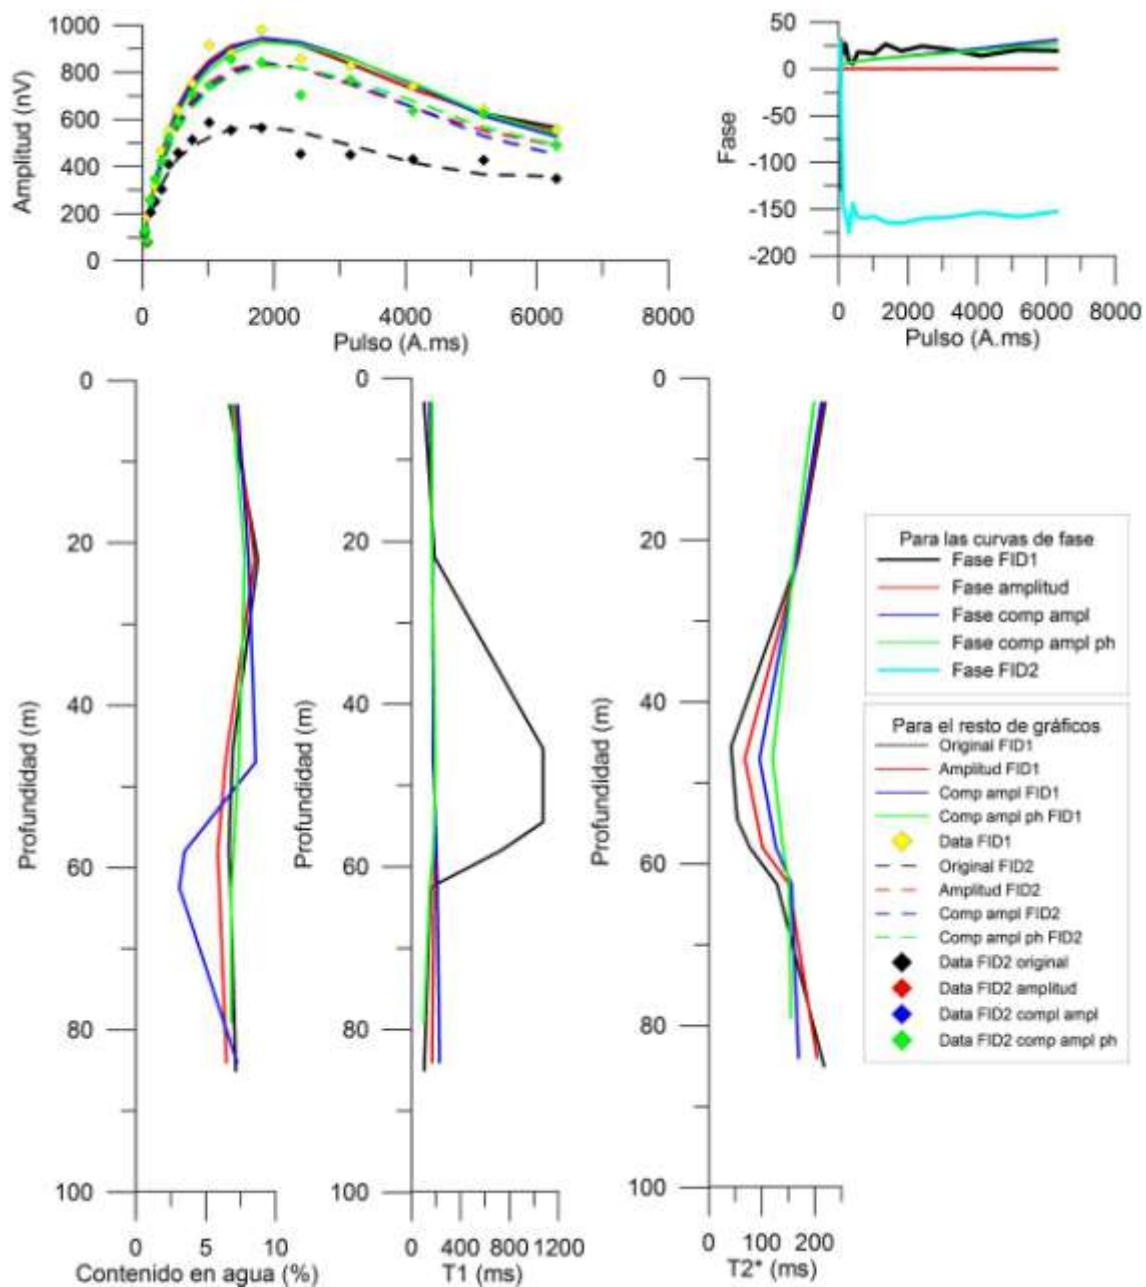 1000
800
600
400
200
0
Amplitud (nV)
0 2000 4000 6000 8000
Pulso (A.ms)
50
0
-50
-100
-150
-200
Fase
0 2000 4000 6000 8000
Pulso (A.ms)
0
20
40
60
80
100
Profundidad (m)
0 5 10
Contenido en agua (%)
0
20
40
60
80
100
Profundidad (m)
0 400 800 1200
T1 (ms)
0
20
40
60
80
100
Profundidad (m)
0 100 200
T2* (ms)
Para las curvas de fase
Fase FID1
Fase amplitud
Fase comp ampl
Fase comp ampl ph
Fase FID2
Para el resto de gráficos
Original FID1
Amplitud FID1
Comp ampl FID1
Comp ampl ph FID1
Data FID1
Original FID2
Amplitud FID2
Comp ampl FID2
Comp ampl ph FID2
Data FID2 original
Data FID2 amplitud
Data FID2 compl ampl
Data FID2 comp ampl ph